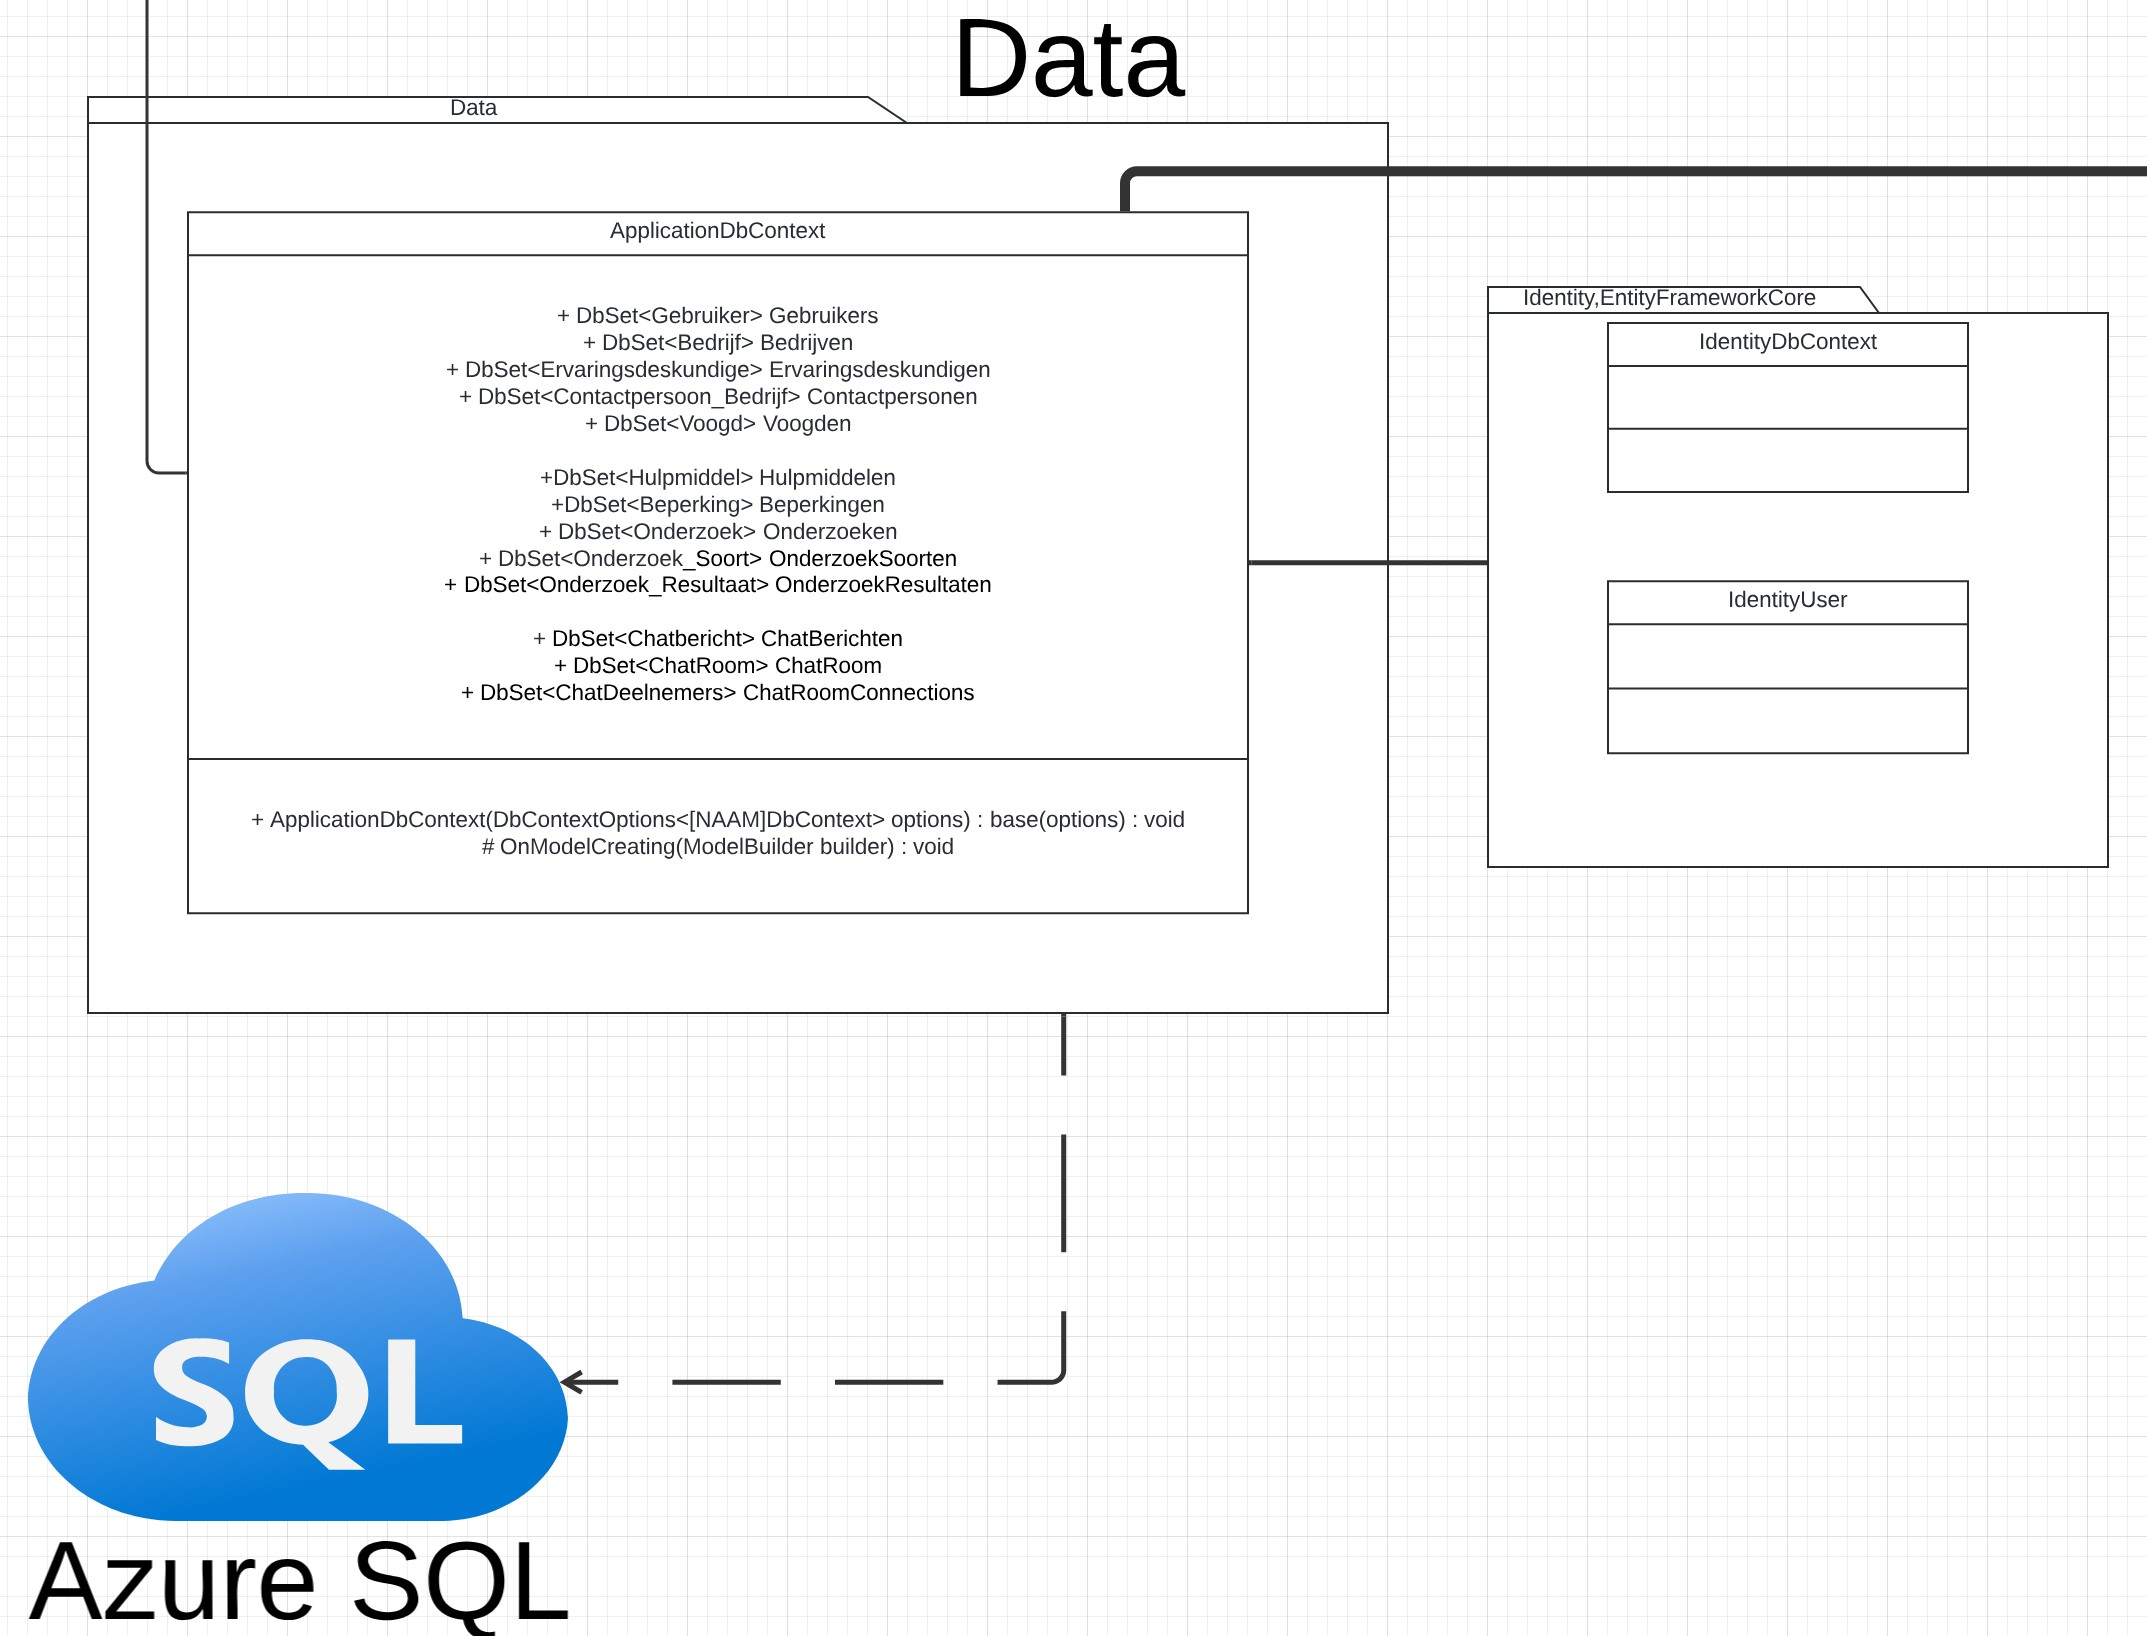 Data
Data
ApplicationDbContext
+ DbSet<Gebruiker> Gebruikers
+ DbSet<Bedrijf> Bedrijven
+ DbSet<Ervaringsdeskundige> Ervaringsdeskundigen
+ DbSet<Contactpersoon_Bedrijf> Contactpersonen
+ DbSet<Voogd> Voogden
+DbSet<Hulpmiddel> Hulpmiddelen
+DbSet<Beperking> Beperkingen
+ DbSet<Onderzoek> Onderzoeken
+ DbSet<Onderzoek_Soort> OnderzoekSoorten
+ DbSet<Onderzoek_Resultaat> OnderzoekResultaten
+ DbSet<Chatbericht> ChatBerichten
+ DbSet<ChatRoom> ChatRoom
+ DbSet<ChatDeelnemers> ChatRoomConnections
+ ApplicationDbContext(DbContextOptions<[NAAM]DbContext> options) : base(options) : void
# OnModelCreating(ModelBuilder builder) : void
Identity,EntityFrameworkCore
IdentityDbContext
IdentityUser
SQL
Azure SQL